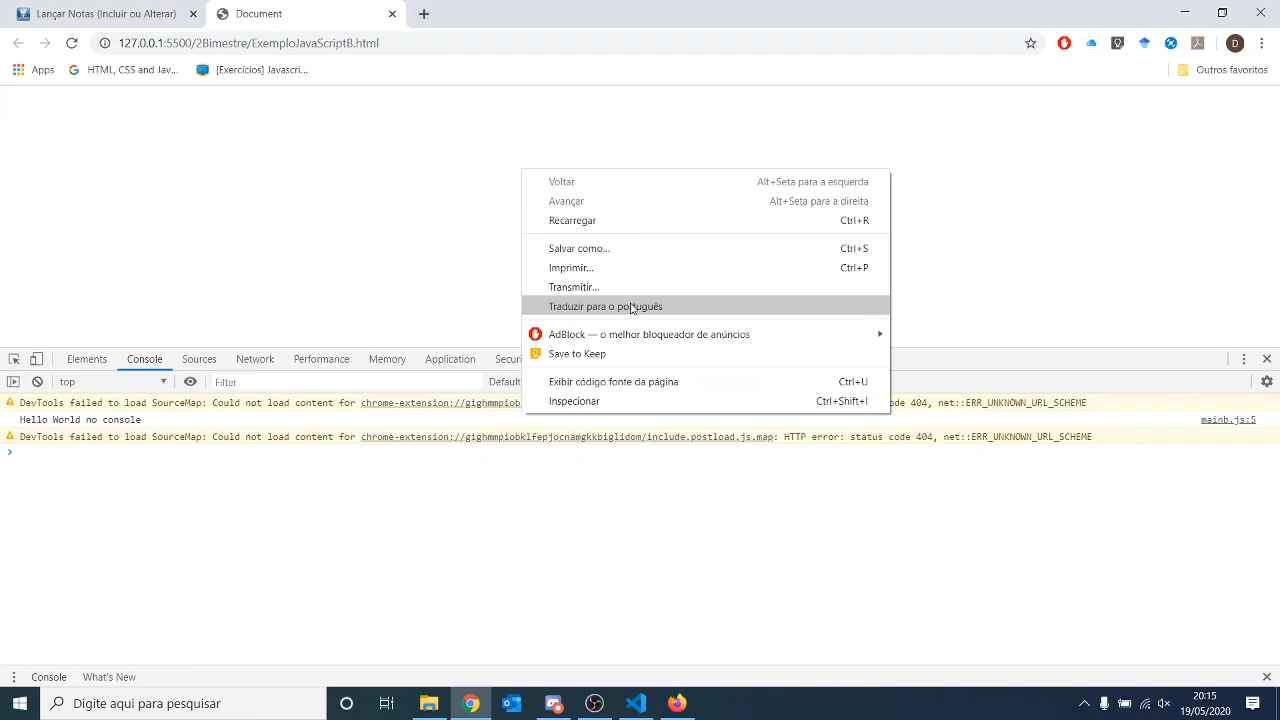 Lançar Notas (Incluir ou Alterar)
Document
127.0.0.1:5500/2Bimestre/ExemploJavaScriptB.html
D
Apps
HTML, CSS and Jav...
[Exercícios] Javascri...
Outros favoritos
Voltar Alt+Seta para a esquerda
Avançar Alt+Seta para a direita
Recarregar Ctrl+R
Salvar como... Ctrl+S
Imprimir... Ctrl+P
Transmitir...
Traduzir para o português
AdBlock — o melhor bloqueador de anúncios
Save to Keep
Exibir código fonte da página Ctrl+U
Inspecionar Ctrl+Shift+I
Elements Console Sources Network Performance Memory Application Secur
top Filter Default
DevTools failed to load SourceMap: Could not load content for chrome-extension://gighmmpiob ode 404, net::ERR_UNKNOWN_URL_SCHEME
Hello World no console mainb.js:5
DevTools failed to load SourceMap: Could not load content for chrome-extension://gighmmpiobklfepjocnamgkkbiglidom/include.postload.js.map: HTTP error: status code 404, net::ERR_UNKNOWN_URL_SCHEME
Console What's New
Digite aqui para pesquisar
20:15
19/05/2020